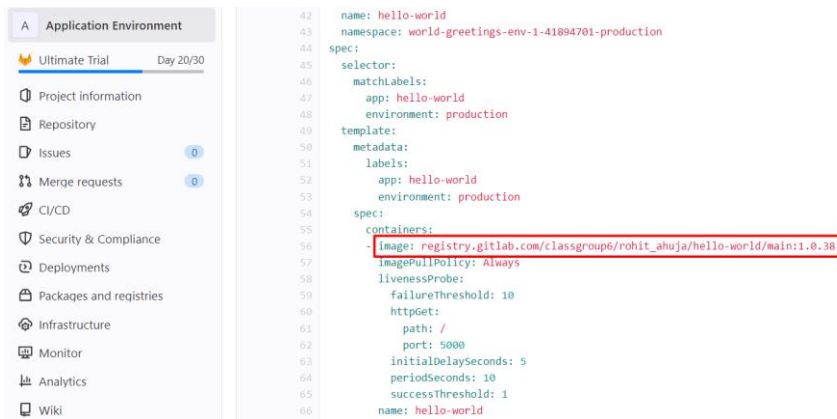 A Application Environment
Ultimate Trial Day 20/30
Project information
Repository
Issues 0
Merge requests 0
CI/CD
Security & Compliance
Deployments
Packages and registries
Infrastructure
Monitor
Analytics
Wiki
42 name: hello-world
43 namespace: world-greetings-env-1-41894701-production
44 spec:
45 selector:
46 matchLabels:
47 app: hello-world
48 environment: production
49 template:
50 metadata:
51 labels:
52 app: hello-world
53 environment: production
54 spec:
55 containers:
56 - image: registry.gitlab.com/classgroup6/rohit_ahuja/hello-world/main:1.0.38
57 imagePullPolicy: Always
58 livenessProbe:
59 failureThreshold: 10
60 httpGet:
61 path: /
62 port: 5000
63 initialDelaySeconds: 5
64 periodSeconds: 10
65 successThreshold: 1
66 name: hello-world